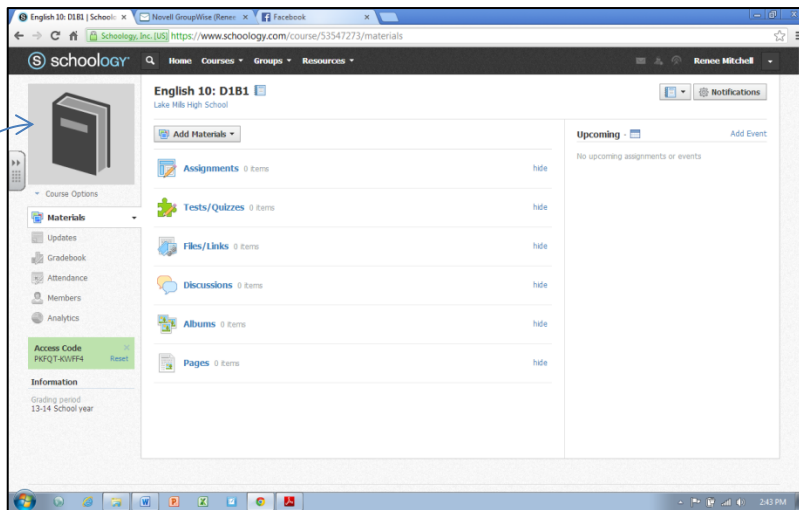 English 10: D1B1 | Schoolo
Novell GroupWise (Renee
Facebook
Schoology, Inc. [US] https://www.schoology.com/course/53547273/materials
S schoology Home Courses Groups Resources Renee Mitchell
English 10: D1B1
Lake Mills High School
Notifications
Add Materials
Upcoming
Add Event
No upcoming assignments or events
Assignments 0 items hide
Tests/Quizzes 0 items hide
Files/Links 0 items hide
Discussions 0 items hide
Albums 0 items hide
Pages 0 items hide
Course Options
Materials
Updates
Gradebook
Attendance
Members
Analytics
Access Code
PKFQT-KWFF4 Reset
Information
Grading period
13-14 School year
2:43 PM